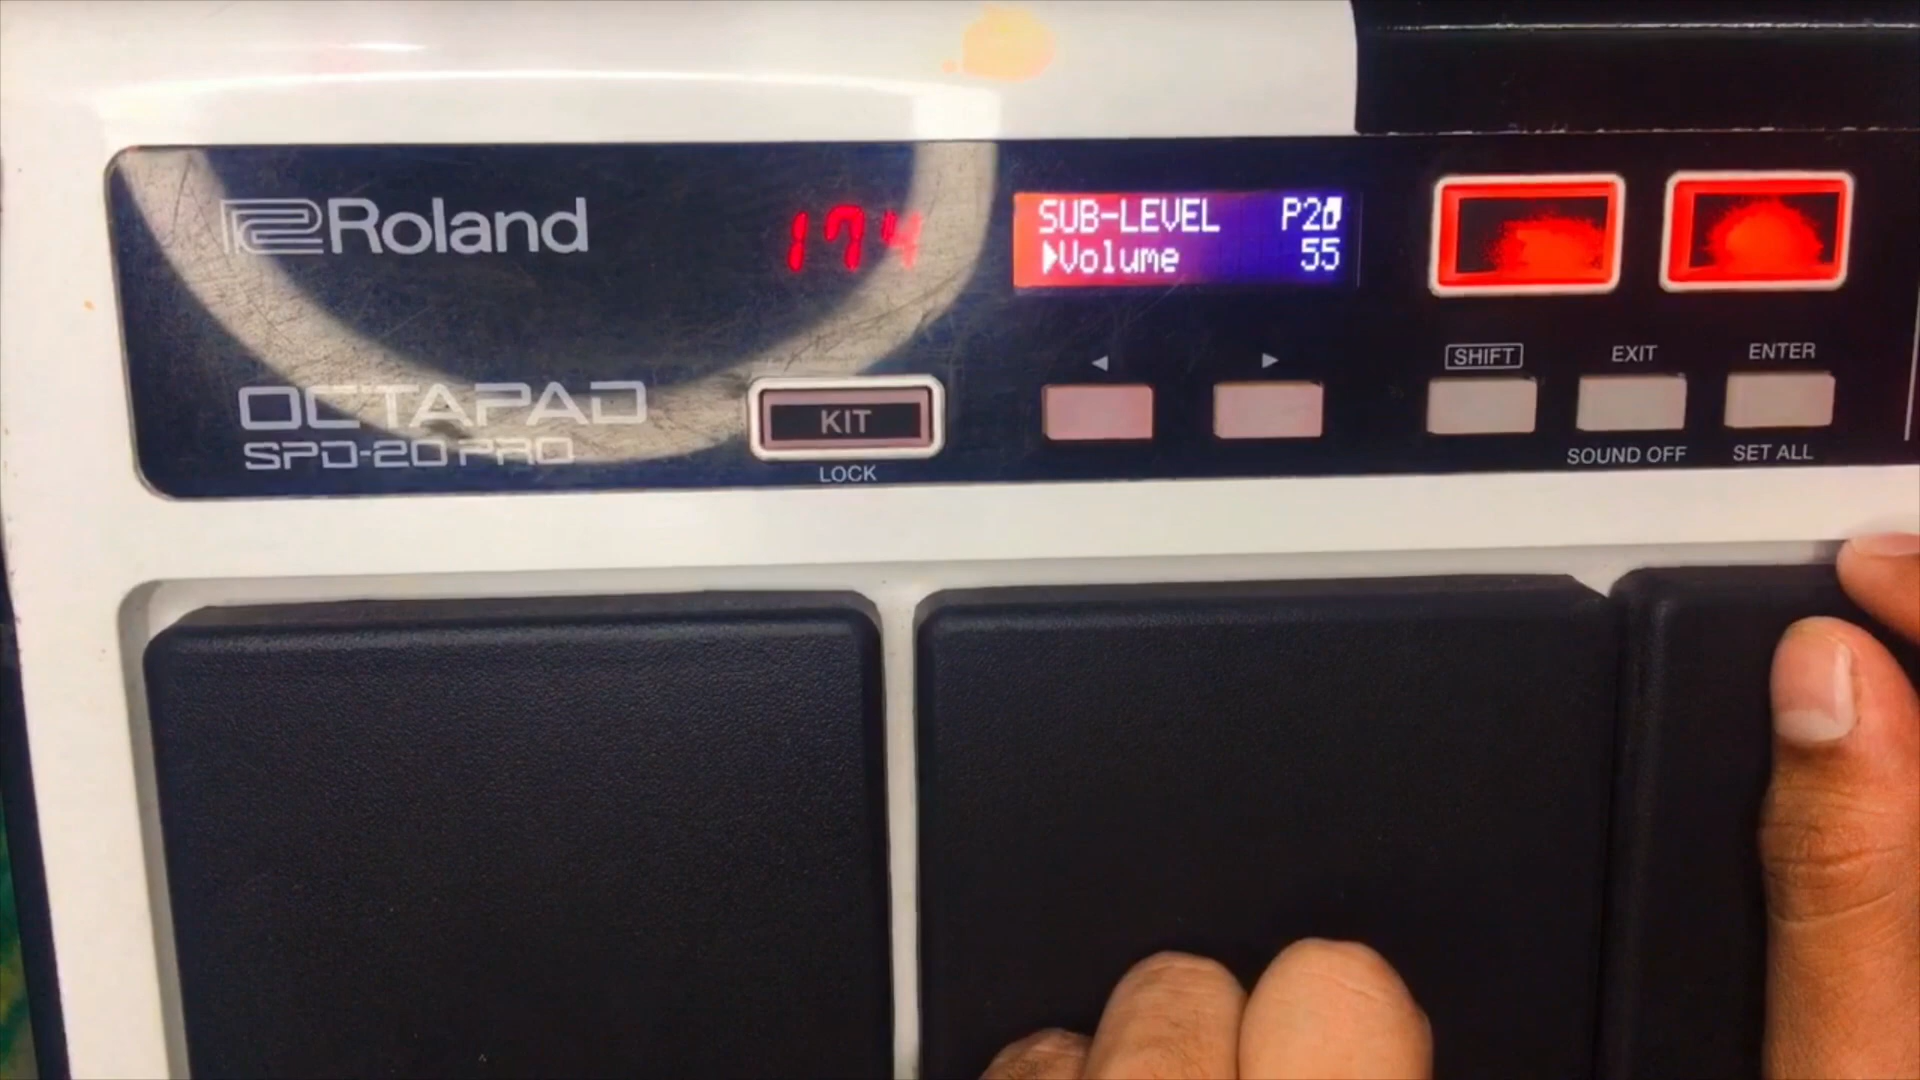 Roland
174
SUB-LEVEL P2
▶Volume 55
◀
▶
SHIFT
EXIT
ENTER
OCTAPAD
SPD-20 PRO
KIT
LOCK
SOUND OFF
SET ALL